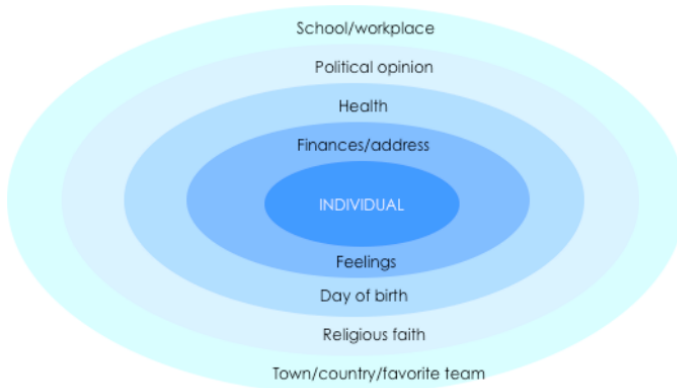 School/workplace
Political opinion
Health
Finances/address
INDIVIDUAL
Feelings
Day of birth
Religious faith
Town/country/favorite team